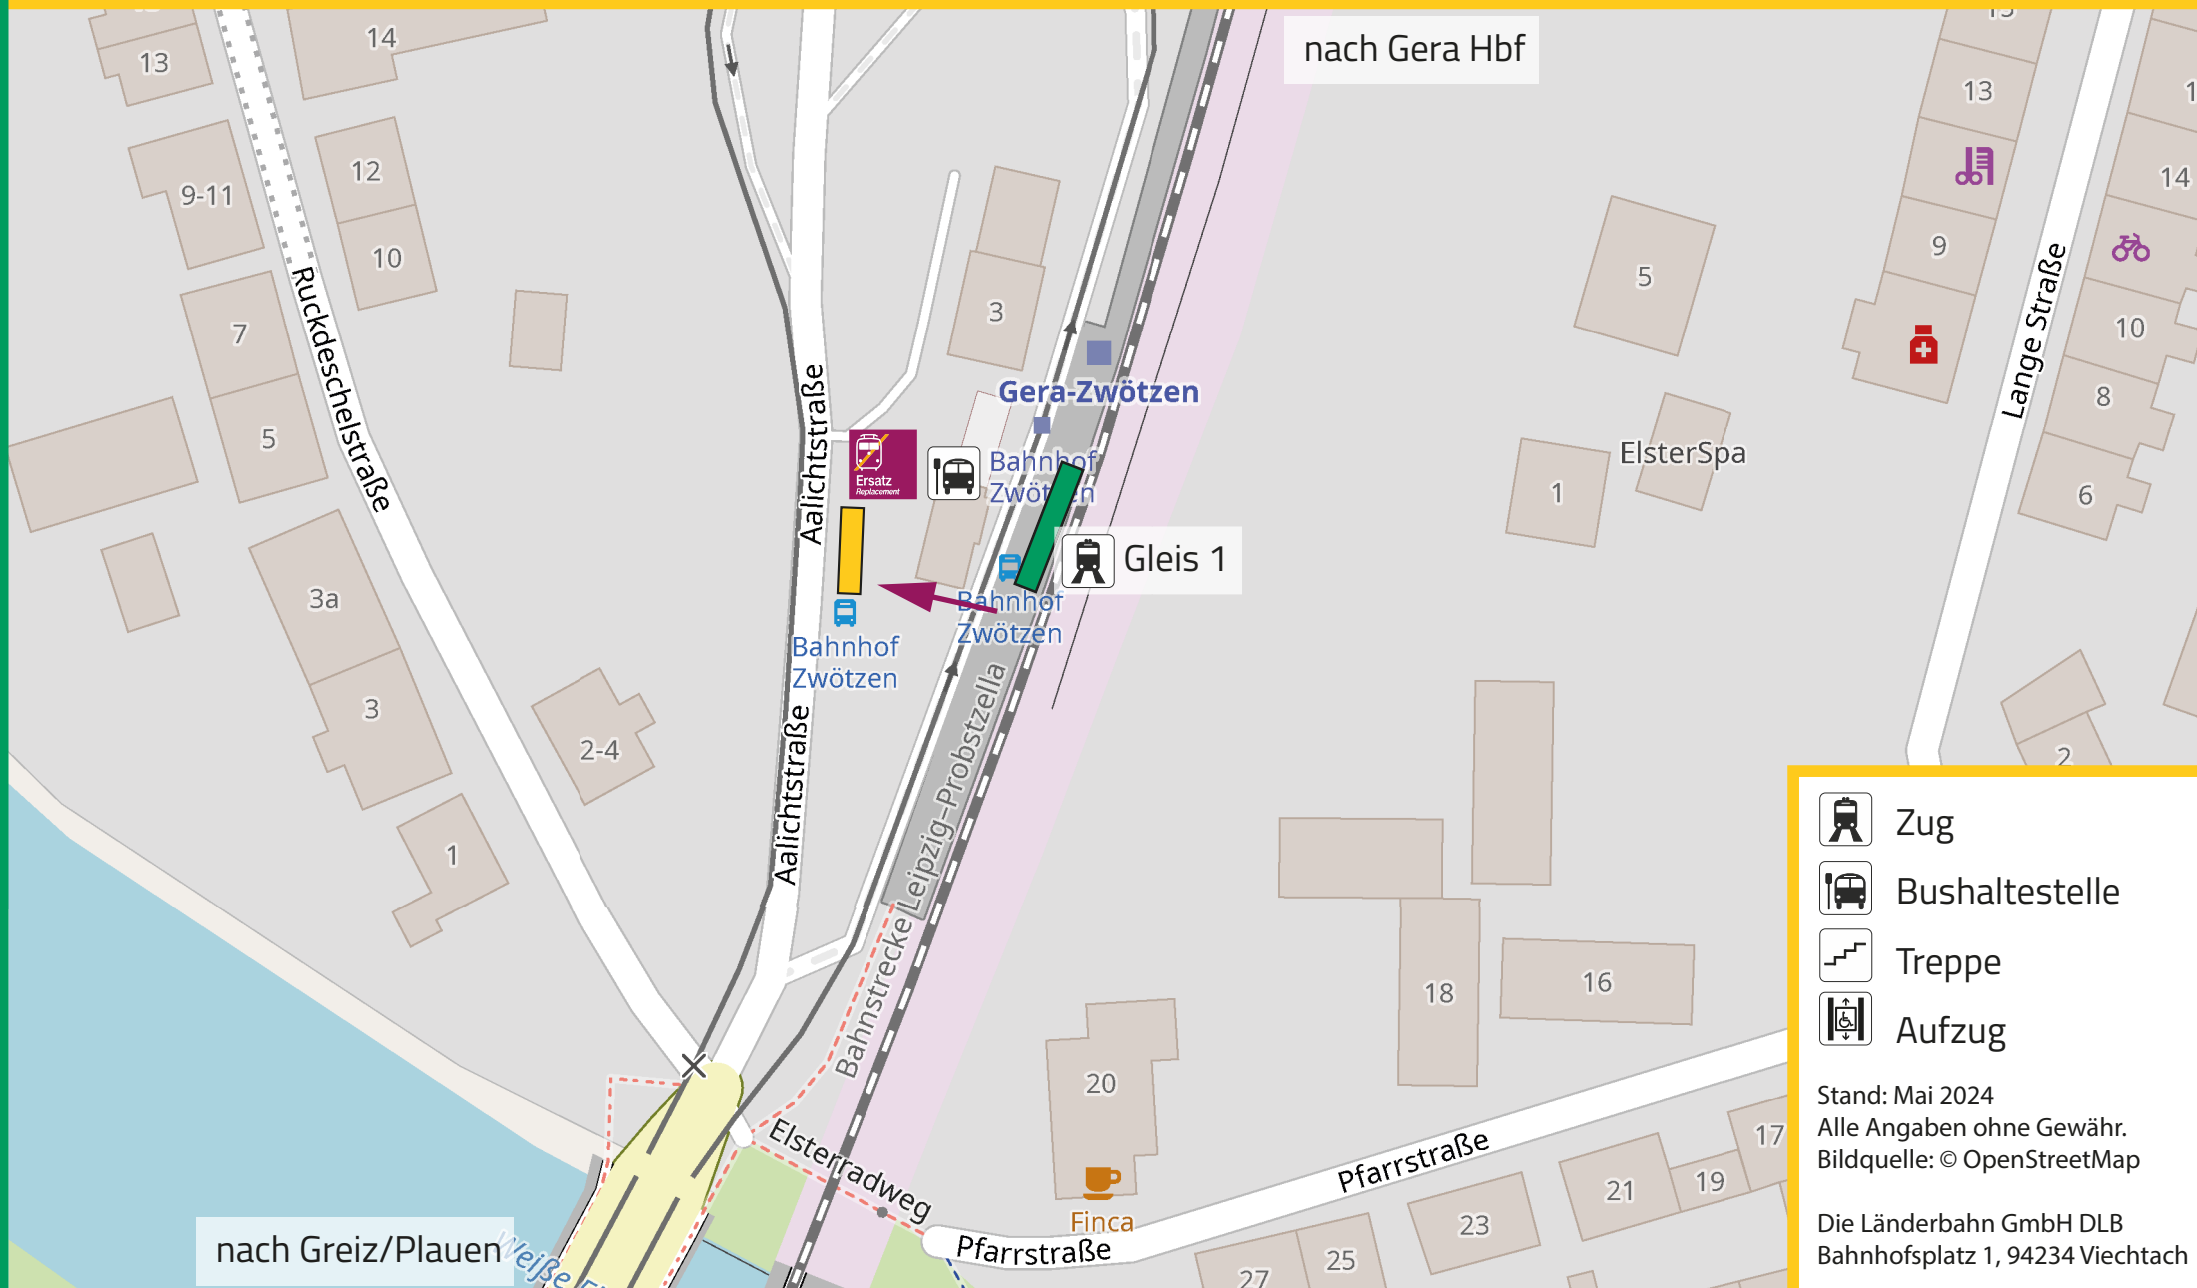 nach Gera Hbf
14
13
13
12
9-11
14
10
9
5
3
7
10
Ruckdeschelstraße
Lange Straße
Gera-Zwötzen
8
5
Aalichtstraße
Ersatz
Replacement
Bahnhof
Zwötzen
ElsterSpa
1
6
Gleis 1
3a
Bahnhof
Zwötzen
Bahnhof
Zwötzen
3
2-4
Aalichtstraße
Bahnstrecke Leipzig-Probstzella
2
1
18
16
20
Elsterradweg
Pfarrstraße
Pfarrstraße
Finca
17
19
21
23
25
27
nach Greiz/Plauen
Weiße
Zug
Bushaltestelle
Treppe
Aufzug
Stand: Mai 2024
Alle Angaben ohne Gewähr.
Bildquelle: © OpenStreetMap
Die Länderbahn GmbH DLB
Bahnhofsplatz 1, 94234 Viechtach